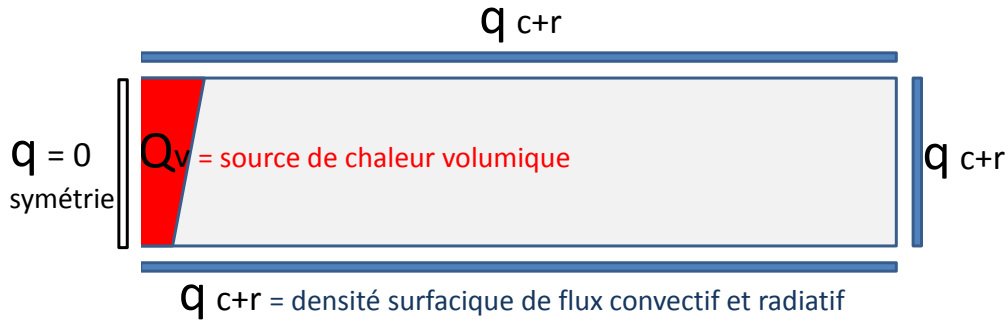 q c+r
q = 0
symétrie
Qv = source de chaleur volumique
q c+r
q c+r = densité surfacique de flux convectif et radiatif